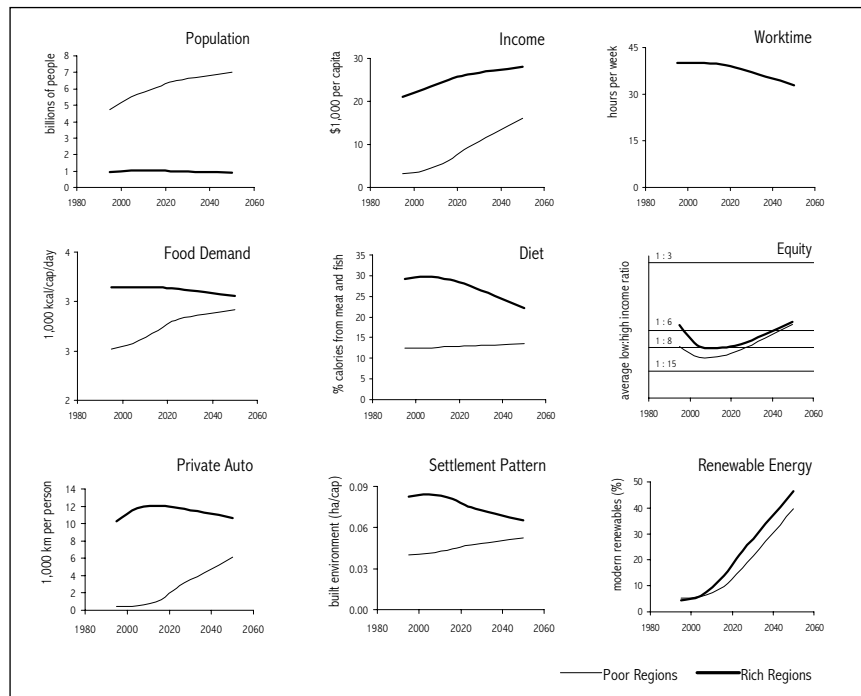 Population
billions of people
8
7
6
5
4
3
2
1
0
1980 2000 2020 2040 2060
Income
$1,000 per capita
30
20
10
0
1980 2000 2020 2040 2060
Worktime
hours per week
45
30
15
0
1980 2000 2020 2040 2060
Food Demand
1,000 kcal/cap/day
4
3
3
2
1980 2000 2020 2040 2060
Diet
% calories from meat and fish
35
30
25
20
15
10
5
0
1980 2000 2020 2040 2060
Equity
average low:high income ratio
1 : 3
1 : 6
1 : 8
1 : 15
1980 2000 2020 2040 2060
Private Auto
1,000 km per person
14
12
10
8
6
4
2
0
1980 2000 2020 2040 2060
Settlement Pattern
built environment (ha/cap)
0.09
0.06
0.03
0.00
1980 2000 2020 2040 2060
Renewable Energy
modern renewables (%)
50
40
30
20
10
0
1980 2000 2020 2040 2060
Poor Regions Rich Regions